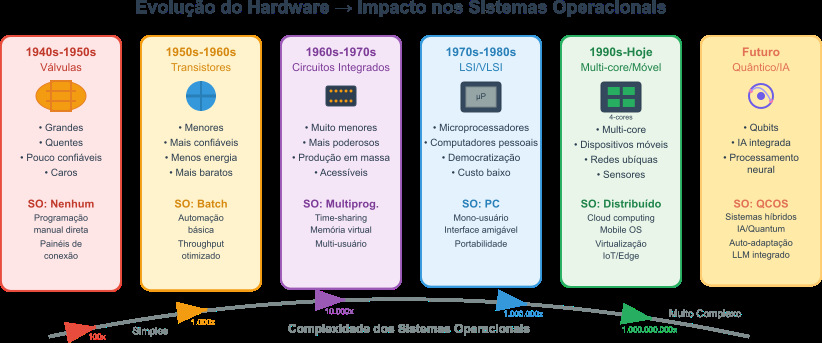 Evolução do Hardware → Impacto nos Sistemas Operacionais
1940s-1950s
Válvulas
• Grandes
• Quentes
• Pouco confiáveis
• Caros
SO: Nenhum
Programação
manual direta
Painéis de
conexão
1950s-1960s
Transistores
• Menores
• Mais confiáveis
• Menos energia
• Mais baratos
SO: Batch
Automação
básica
Throughput
otimizado
1960s-1970s
Circuitos Integrados
• Muito menores
• Mais poderosos
• Produção em massa
• Acessíveis
SO: Multiprog.
Time-sharing
Memória virtual
Multi-usuário
1970s-1980s
LSI/VLSI
µP
• Microprocessadores
• Computadores pessoais
• Democratização
• Custo baixo
SO: PC
Mono-usuário
Interface amigável
Portabilidade
1990s-Hoje
Multi-core/Móvel
4-cores
• Multi-core
• Dispositivos móveis
• Redes ubíquas
• Sensores
SO: Distribuído
Cloud computing
Mobile OS
Virtualização
IoT/Edge
Futuro
Quântico/IA
• Qubits
• IA integrada
• Processamento
neural
SO: QCOS
Sistemas híbridos
IA/Quantum
Auto-adaptação
LLM integrado
100x
Simples
1.000x
10.000x
Complexidade dos Sistemas Operacionais
1.000.000x
1.000.000.000x
Muito Complexo